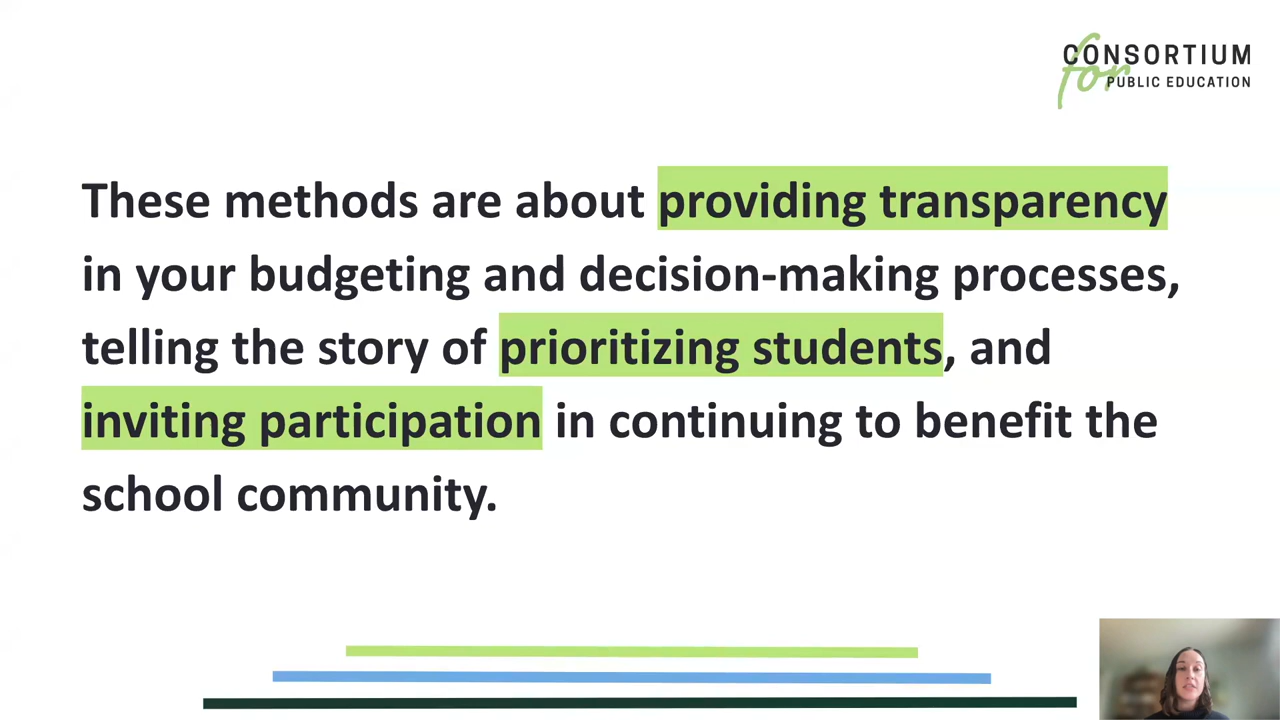 CONSORTIUM
for PUBLIC EDUCATION
These methods are about providing transparency
in your budgeting and decision-making processes,
telling the story of prioritizing students, and
inviting participation in continuing to benefit the
school community.